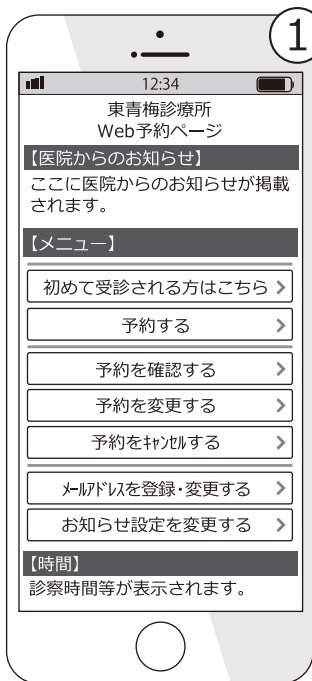 ①
12:34
東青梅診療所
Web予約ページ
【医院からのお知らせ】
ここに医院からのお知らせが掲載
されます。
【メニュー】
初めて受診される方はこちら
予約する
予約を確認する
予約を変更する
予約をｷｬﾝｾﾙする
ﾒｰﾙｱﾄﾞﾚｽを登録・変更する
お知らせ設定を変更する
【時間】
診察時間等が表示されます。